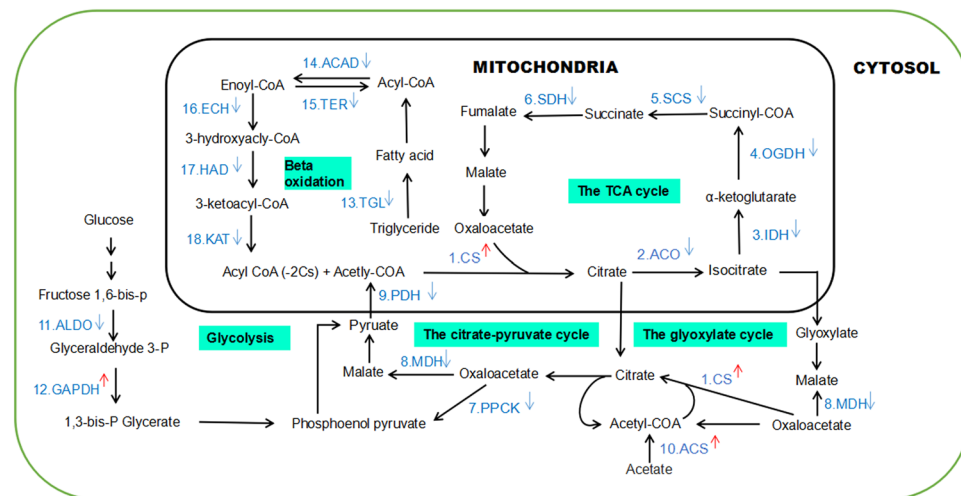 MITOCHONDRIA
CYTOSOL
14.ACAD↓
Enoyl-CoA
Acyl-CoA
15.TER↓
16.ECH↓
6.SDH↓
5.SCS↓
Fumalate
Succinate
Succinyl-COA
3-hydroxyacly-CoA
4.OGDH↓
Fatty acid
17.HAD↓
Beta
oxidation
Malate
The TCA cycle
α-ketoglutarate
3-ketoacyl-CoA
13.TGL↓
Glucose
Triglyceride
Oxaloacetate
3.IDH↓
18.KAT↓
1.CS↑
2.ACO↓
Acyl CoA (-2Cs) + Acetly-COA
Citrate
Isocitrate
Fructose 1,6-bis-p
9.PDH↓
11.ALDO↓
Pyruate
Glycolysis
The citrate-pyruvate cycle
The glyoxylate cycle
Glyoxylate
Glyceraldehyde 3-P
8.MDH↓
Malate
Oxaloacetate
Citrate
1.CS↑
Malate
12.GAPDH↑
7.PPCK↓
8.MDH↓
1,3-bis-P Glycerate
Phosphoenol pyruvate
Acetyl-COA
Oxaloacetate
10.ACS↑
Acetate